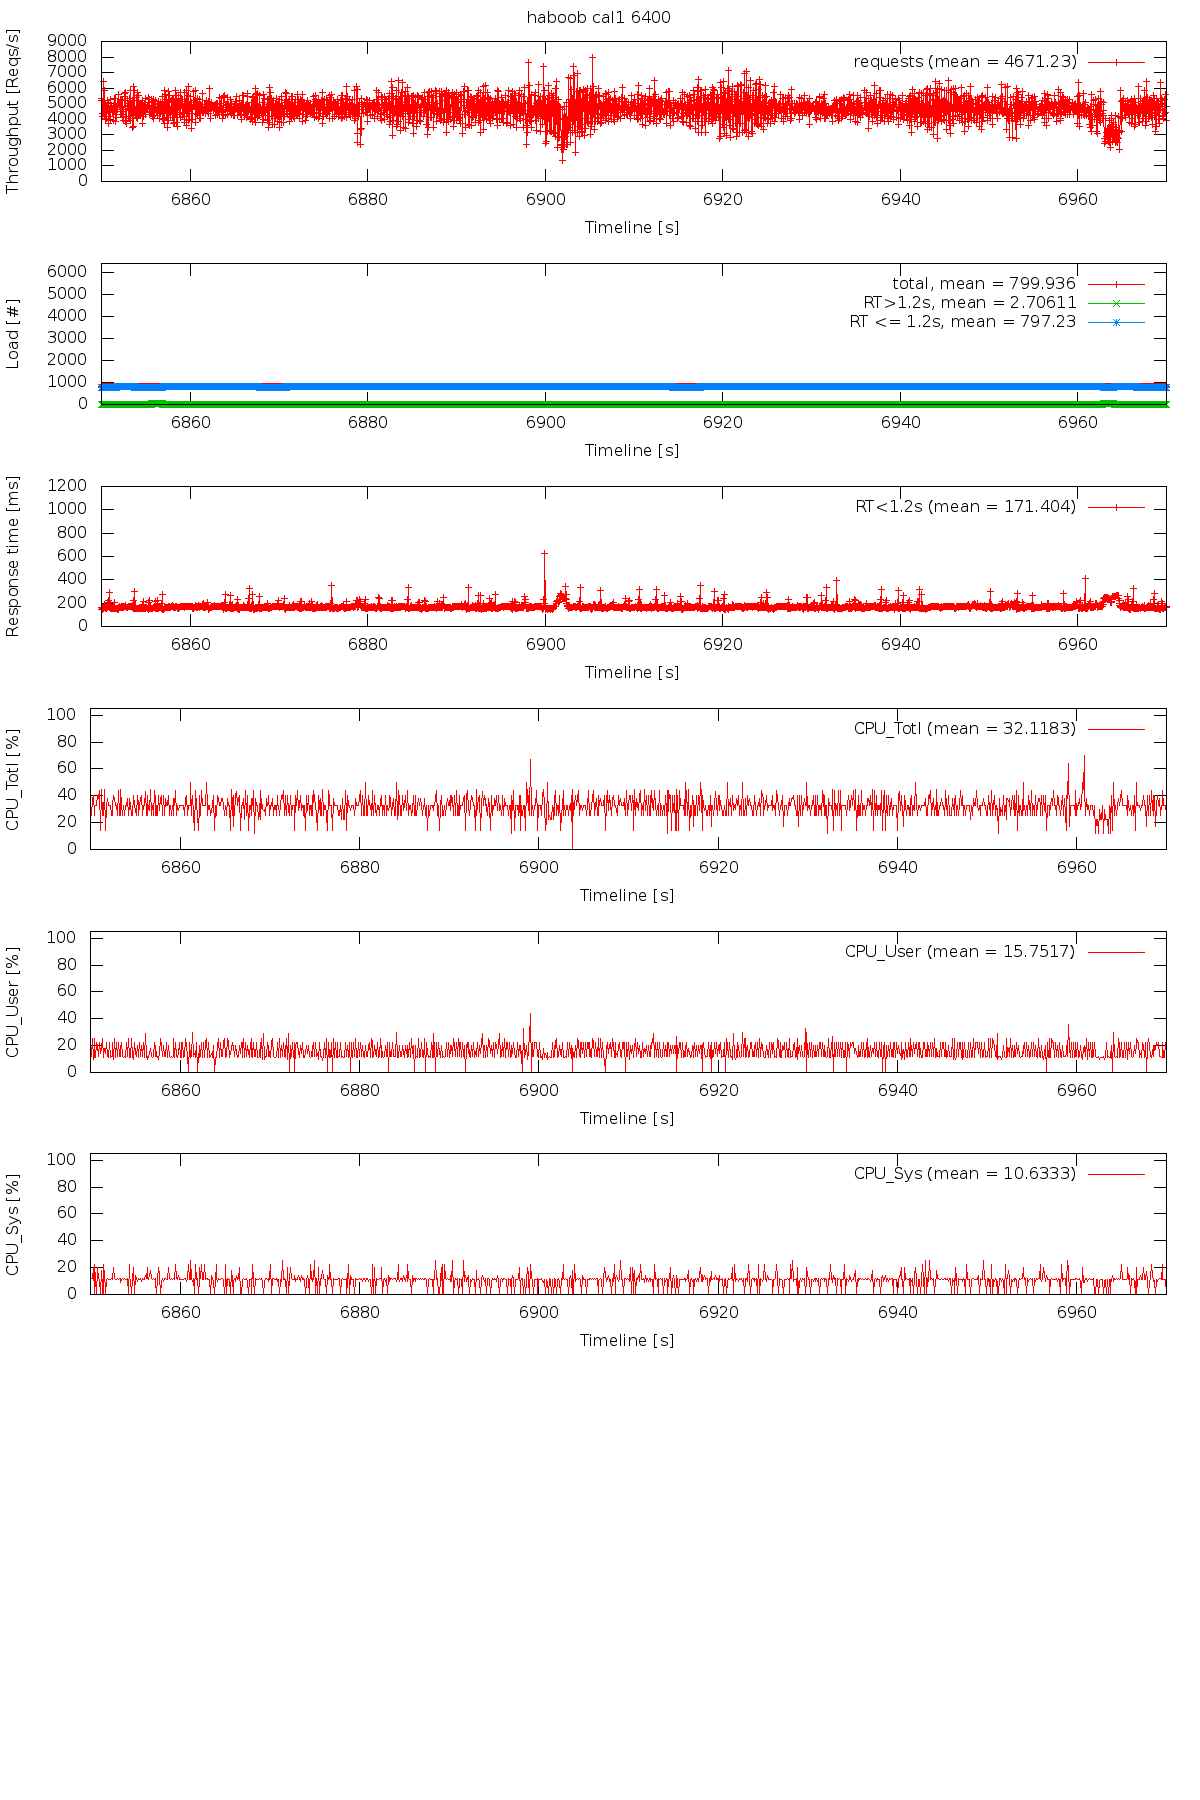 haboob cal1 6400
Throughput [Reqs/s]
9000
8000
7000
6000
5000
4000
3000
2000
1000
0
requests (mean = 4671.23)
6860 6880 6900 6920 6940 6960
Timeline [s]
Load [#]
6000
5000
4000
3000
2000
1000
0
total, mean = 799.936
RT>1.2s, mean = 2.70611
RT <= 1.2s, mean = 797.23
6860 6880 6900 6920 6940 6960
Timeline [s]
Response time [ms]
1200
1000
800
600
400
200
0
RT<1.2s (mean = 171.404)
6860 6880 6900 6920 6940 6960
Timeline [s]
CPU_Totl [%]
100
80
60
40
20
0
CPU_Totl (mean = 32.1183)
6860 6880 6900 6920 6940 6960
Timeline [s]
CPU_User [%]
100
80
60
40
20
0
CPU_User (mean = 15.7517)
6860 6880 6900 6920 6940 6960
Timeline [s]
CPU_Sys [%]
100
80
60
40
20
0
CPU_Sys (mean = 10.6333)
6860 6880 6900 6920 6940 6960
Timeline [s]